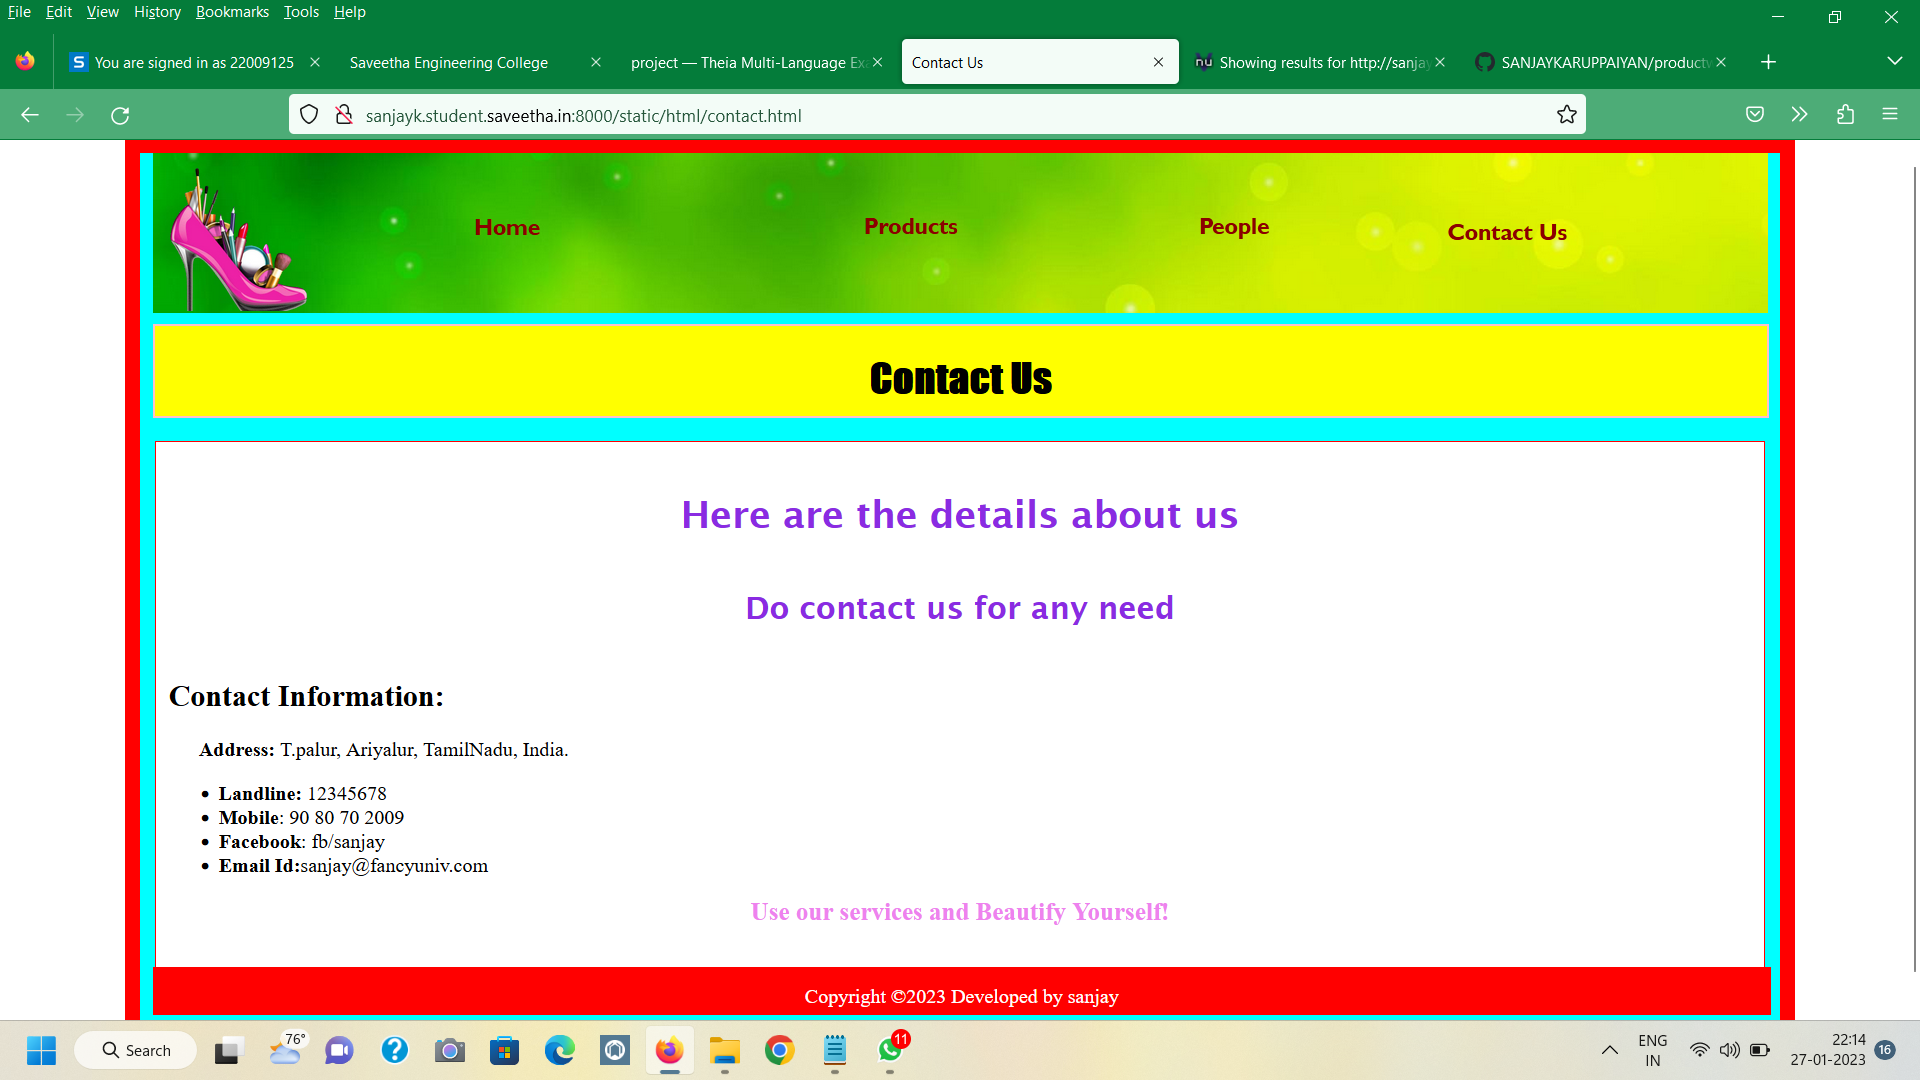 File Edit View History Bookmarks Tools Help
You are signed in as 22009125
Saveetha Engineering College
project — Theia Multi-Language Ex
Contact Us
Showing results for http://sanja
SANJAYKARUPPAIYAN/product
sanjayk.student.saveetha.in:8000/static/html/contact.html
Home
Products
People
Contact Us
Contact Us
Here are the details about us
Do contact us for any need
Contact Information:
Address: T.palur, Ariyalur, TamilNadu, India.
Landline: 12345678
Mobile: 90 80 70 2009
Facebook: fb/sanjay
Email Id:sanjay@fancyuniv.com
Use our services and Beautify Yourself!
Copyright ©2023 Developed by sanjay
Search
76°
11
ENG
IN
22:14
27-01-2023
16